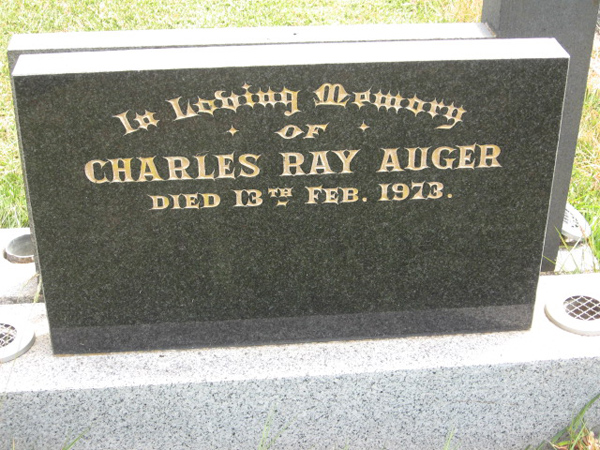 In Loving Memory
OF
CHARLES RAY AUGER
DIED 13TH FEB. 1973.